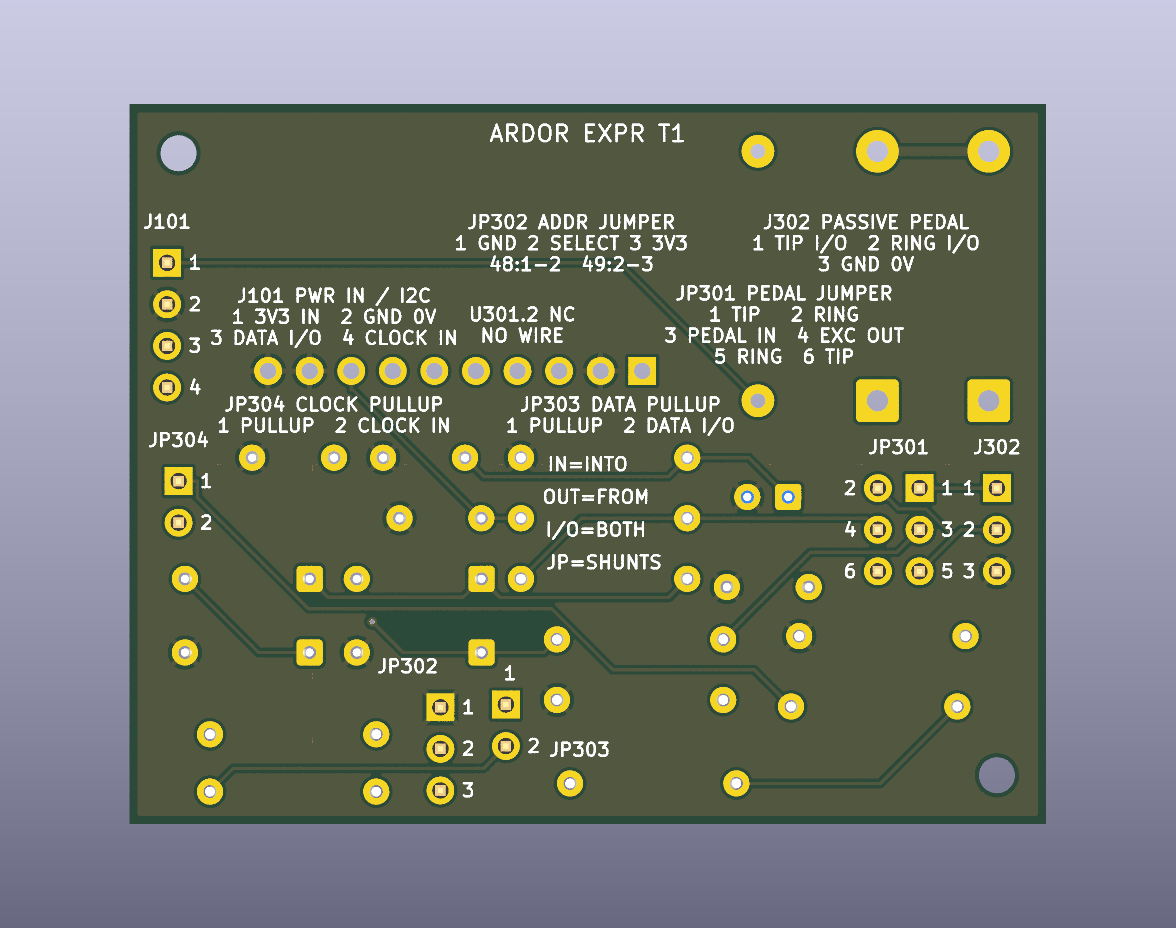 ARDOR EXPR T1
J101
1
2
3
4
JP302 ADDR JUMPER
1 GND 2 SELECT 3 3V3
48:1-2 49:2-3
J302 PASSIVE PEDAL
1 TIP I/O 2 RING I/O
3 GND 0V
J101 PWR IN / I2C
1 3V3 IN 2 GND 0V
3 DATA I/O 4 CLOCK IN
U301.2 NC
NO WIRE
JP301 PEDAL JUMPER
1 TIP 2 RING
3 PEDAL IN 4 EXC OUT
5 RING 6 TIP
JP304 CLOCK PULLUP
1 PULLUP 2 CLOCK IN
JP303 DATA PULLUP
1 PULLUP 2 DATA I/O
JP304
1
2
IN=INTO
OUT=FROM
I/O=BOTH
JP=SHUNTS
JP301 J302
2 1 1
4 3 2
6 5 3
JP302
1
2
3
1
2 JP303